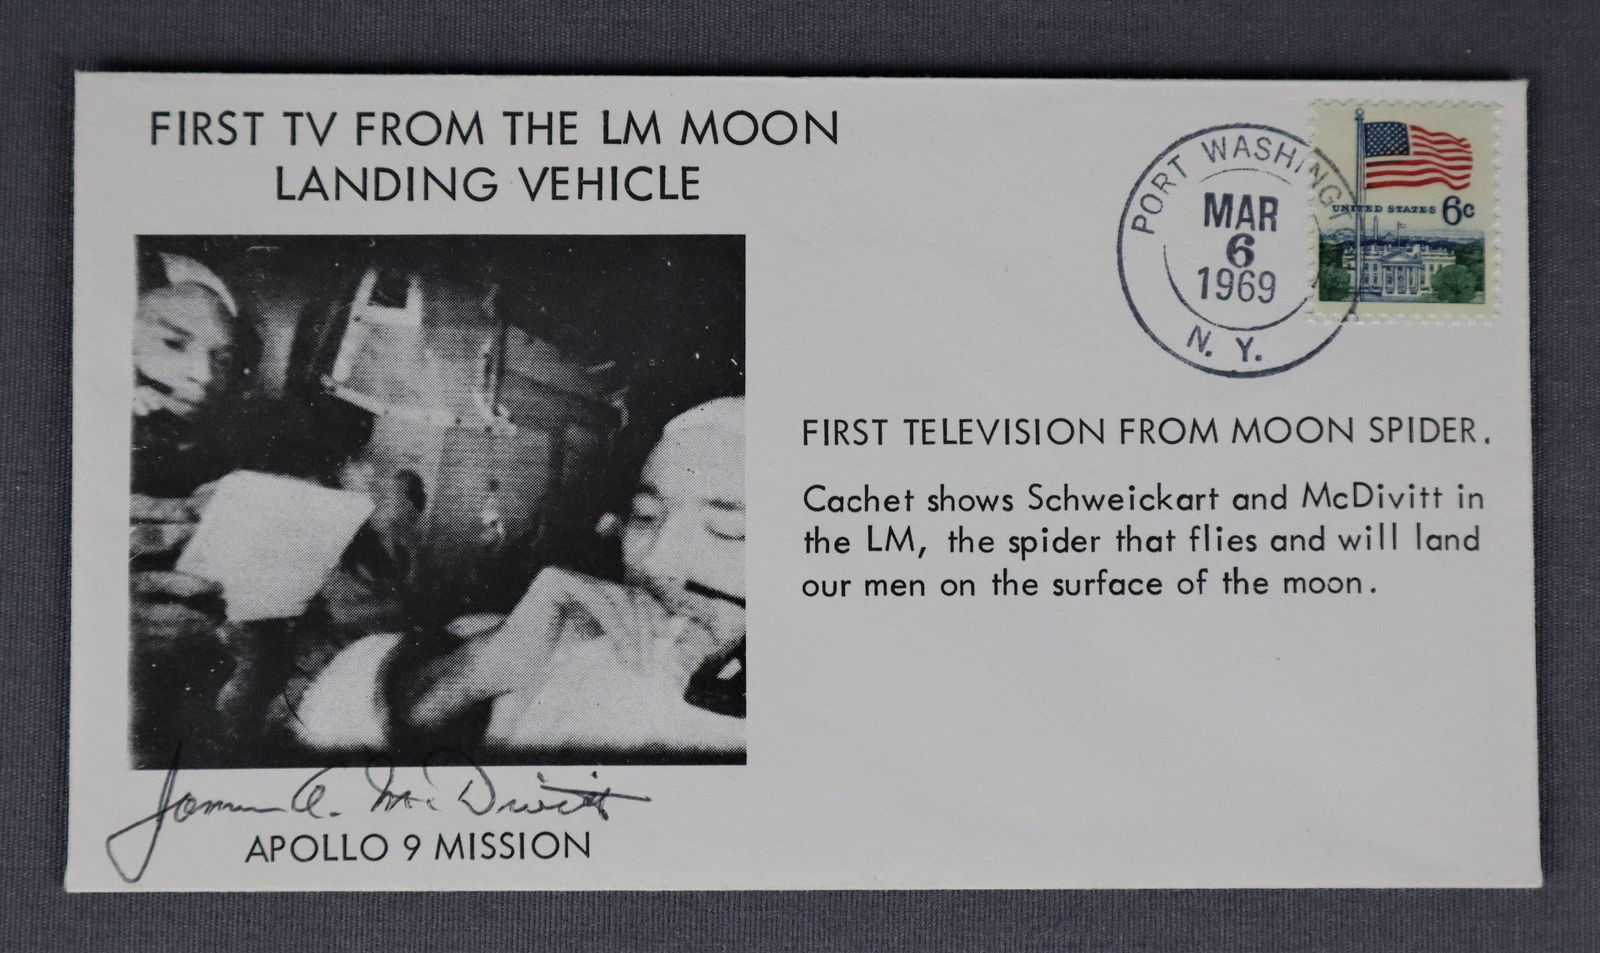 FIRST TV FROM THE LM MOON
LANDING VEHICLE
PORT WASHINGT
MAR
6
1969
N. Y.
UNITED STATES 6c
FIRST TELEVISION FROM MOON SPIDER.
Cachet shows Schweickart and McDivitt in
the LM, the spider that flies and will land
our men on the surface of the moon.
James A. McDivitt
APOLLO 9 MISSION